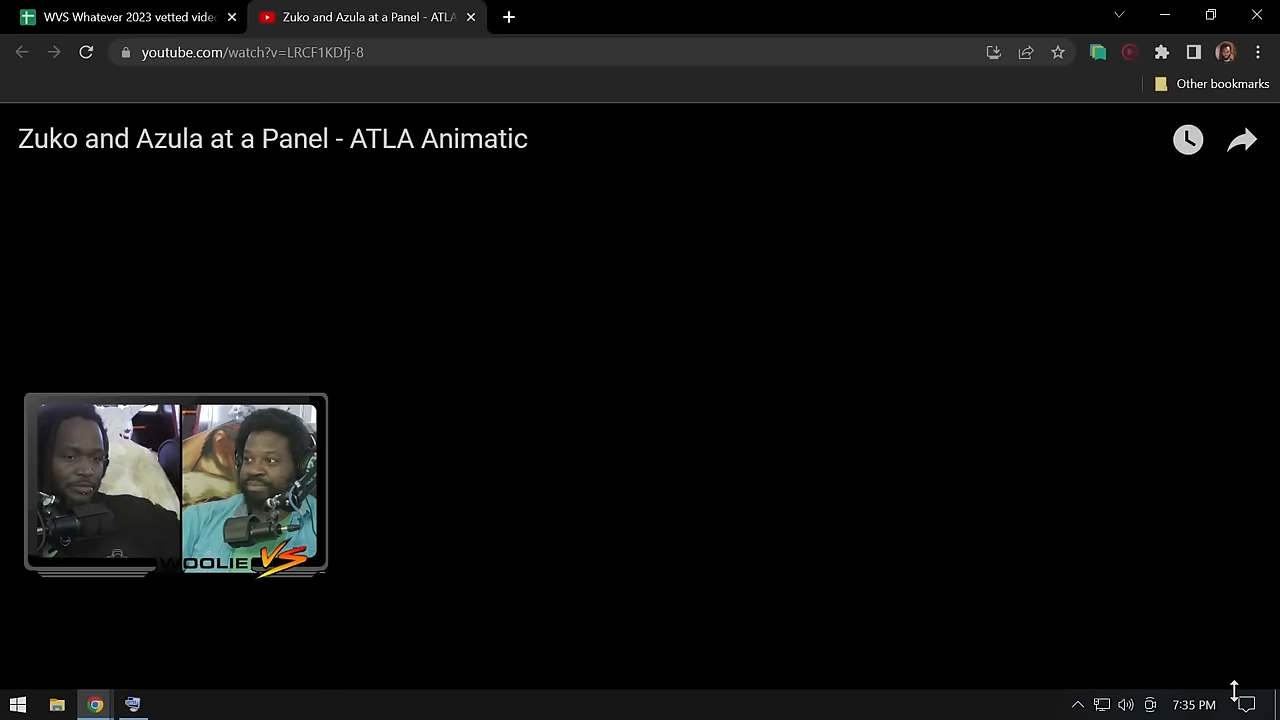 WVS Whatever 2023 vetted vide
Zuko and Azula at a Panel - ATLA
youtube.com/watch?v=LRCF1KDfj-8
Other bookmarks
Zuko and Azula at a Panel - ATLA Animatic
WOOLIE VS
7:35 PM